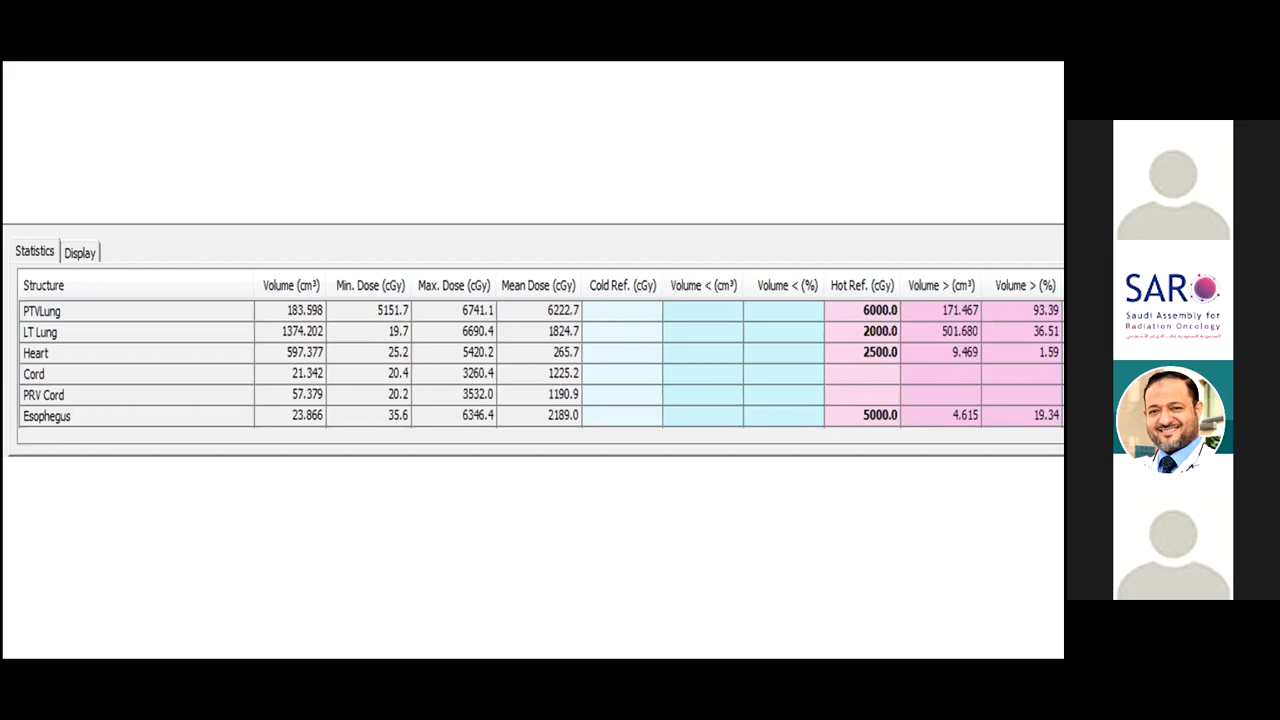 Statistics Display
Structure Volume (cm³) Min. Dose (cGy) Max. Dose (cGy) Mean Dose (cGy) Cold Ref. (cGy) Volume < (cm³) Volume < (%) Hot Ref. (cGy) Volume > (cm³) Volume > (%)
PTVLung 183.598 5151.7 6741.1 6222.7 6000.0 171.467 93.39
LT Lung 1374.202 19.7 6690.4 1824.7 2000.0 501.680 36.51
Heart 597.377 25.2 5420.2 265.7 2500.0 9.469 1.59
Cord 21.342 20.4 3260.4 1225.2
PRV Cord 57.379 20.2 3532.0 1190.9
Esophegus 23.866 35.6 6346.4 2189.0 5000.0 4.615 19.34
SARO
Saudi Assembly for
Radiation Oncology